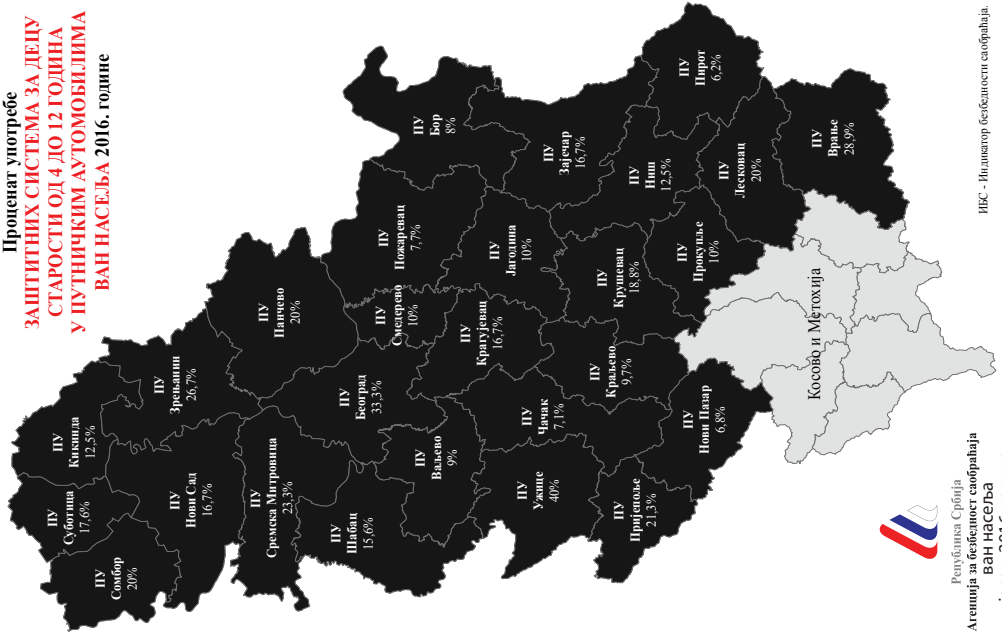 Проценат употребе
ЗАШТИТНИХ СИСТЕМА ЗА ДЕЦУ
СТАРОСТИ ОД 4 ДО 12 ГОДИНА
У ПУТНИЧКИМ АУТОМОБИЛИМА
ВАН НАСЕЉА 2016. године
ПУ
Сомбор
20%
ПУ
Суботица
17,6%
ПУ
Кикинда
12,5%
ПУ
Нови Сад
16,7%
ПУ
Зрењанин
26,7%
ПУ
Сремска Митровица
23,3%
ПУ
Панчево
20%
ПУ
Шабац
15,6%
ПУ
Београд
33,3%
ПУ
Смедерево
10%
ПУ
Пожаревац
7,7%
ПУ
Бор
8%
ПУ
Ваљево
9%
ПУ
Крагујевац
16,7%
ПУ
Јагодина
10%
ПУ
Зајечар
16,7%
ПУ
Ужице
40%
ПУ
Чачак
7,1%
ПУ
Краљево
9,7%
ПУ
Крушевац
18,8%
ПУ
Ниш
12,5%
ПУ
Пријепоље
21,3%
ПУ
Нови Пазар
6,8%
ПУ
Прокупље
10%
ПУ
Лесковац
20%
ПУ
Пирот
6,2%
ПУ
Врање
28,9%
Косово и Метохија
Република Србија
Агенција за безбедност саобраћаја
ван насеља
ИБС - Индикатор безбедности саобраћаја.